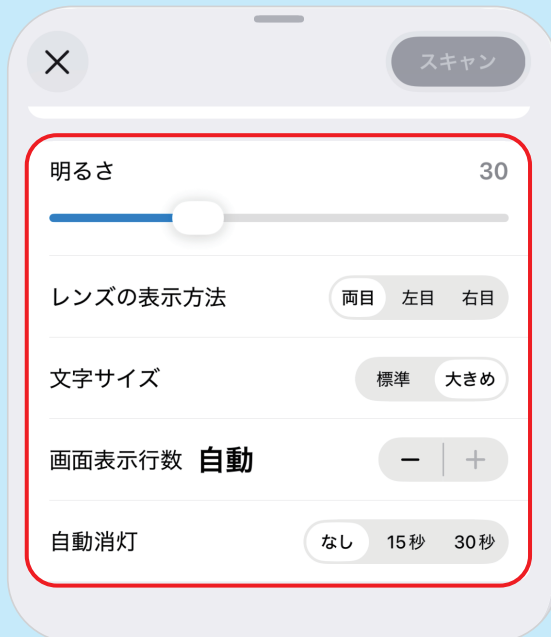 スキャン
明るさ 30
レンズの表示方法 両目 左目 右目
文字サイズ 標準 大きめ
画面表示行数 自動 − +
自動消灯 なし 15秒 30秒